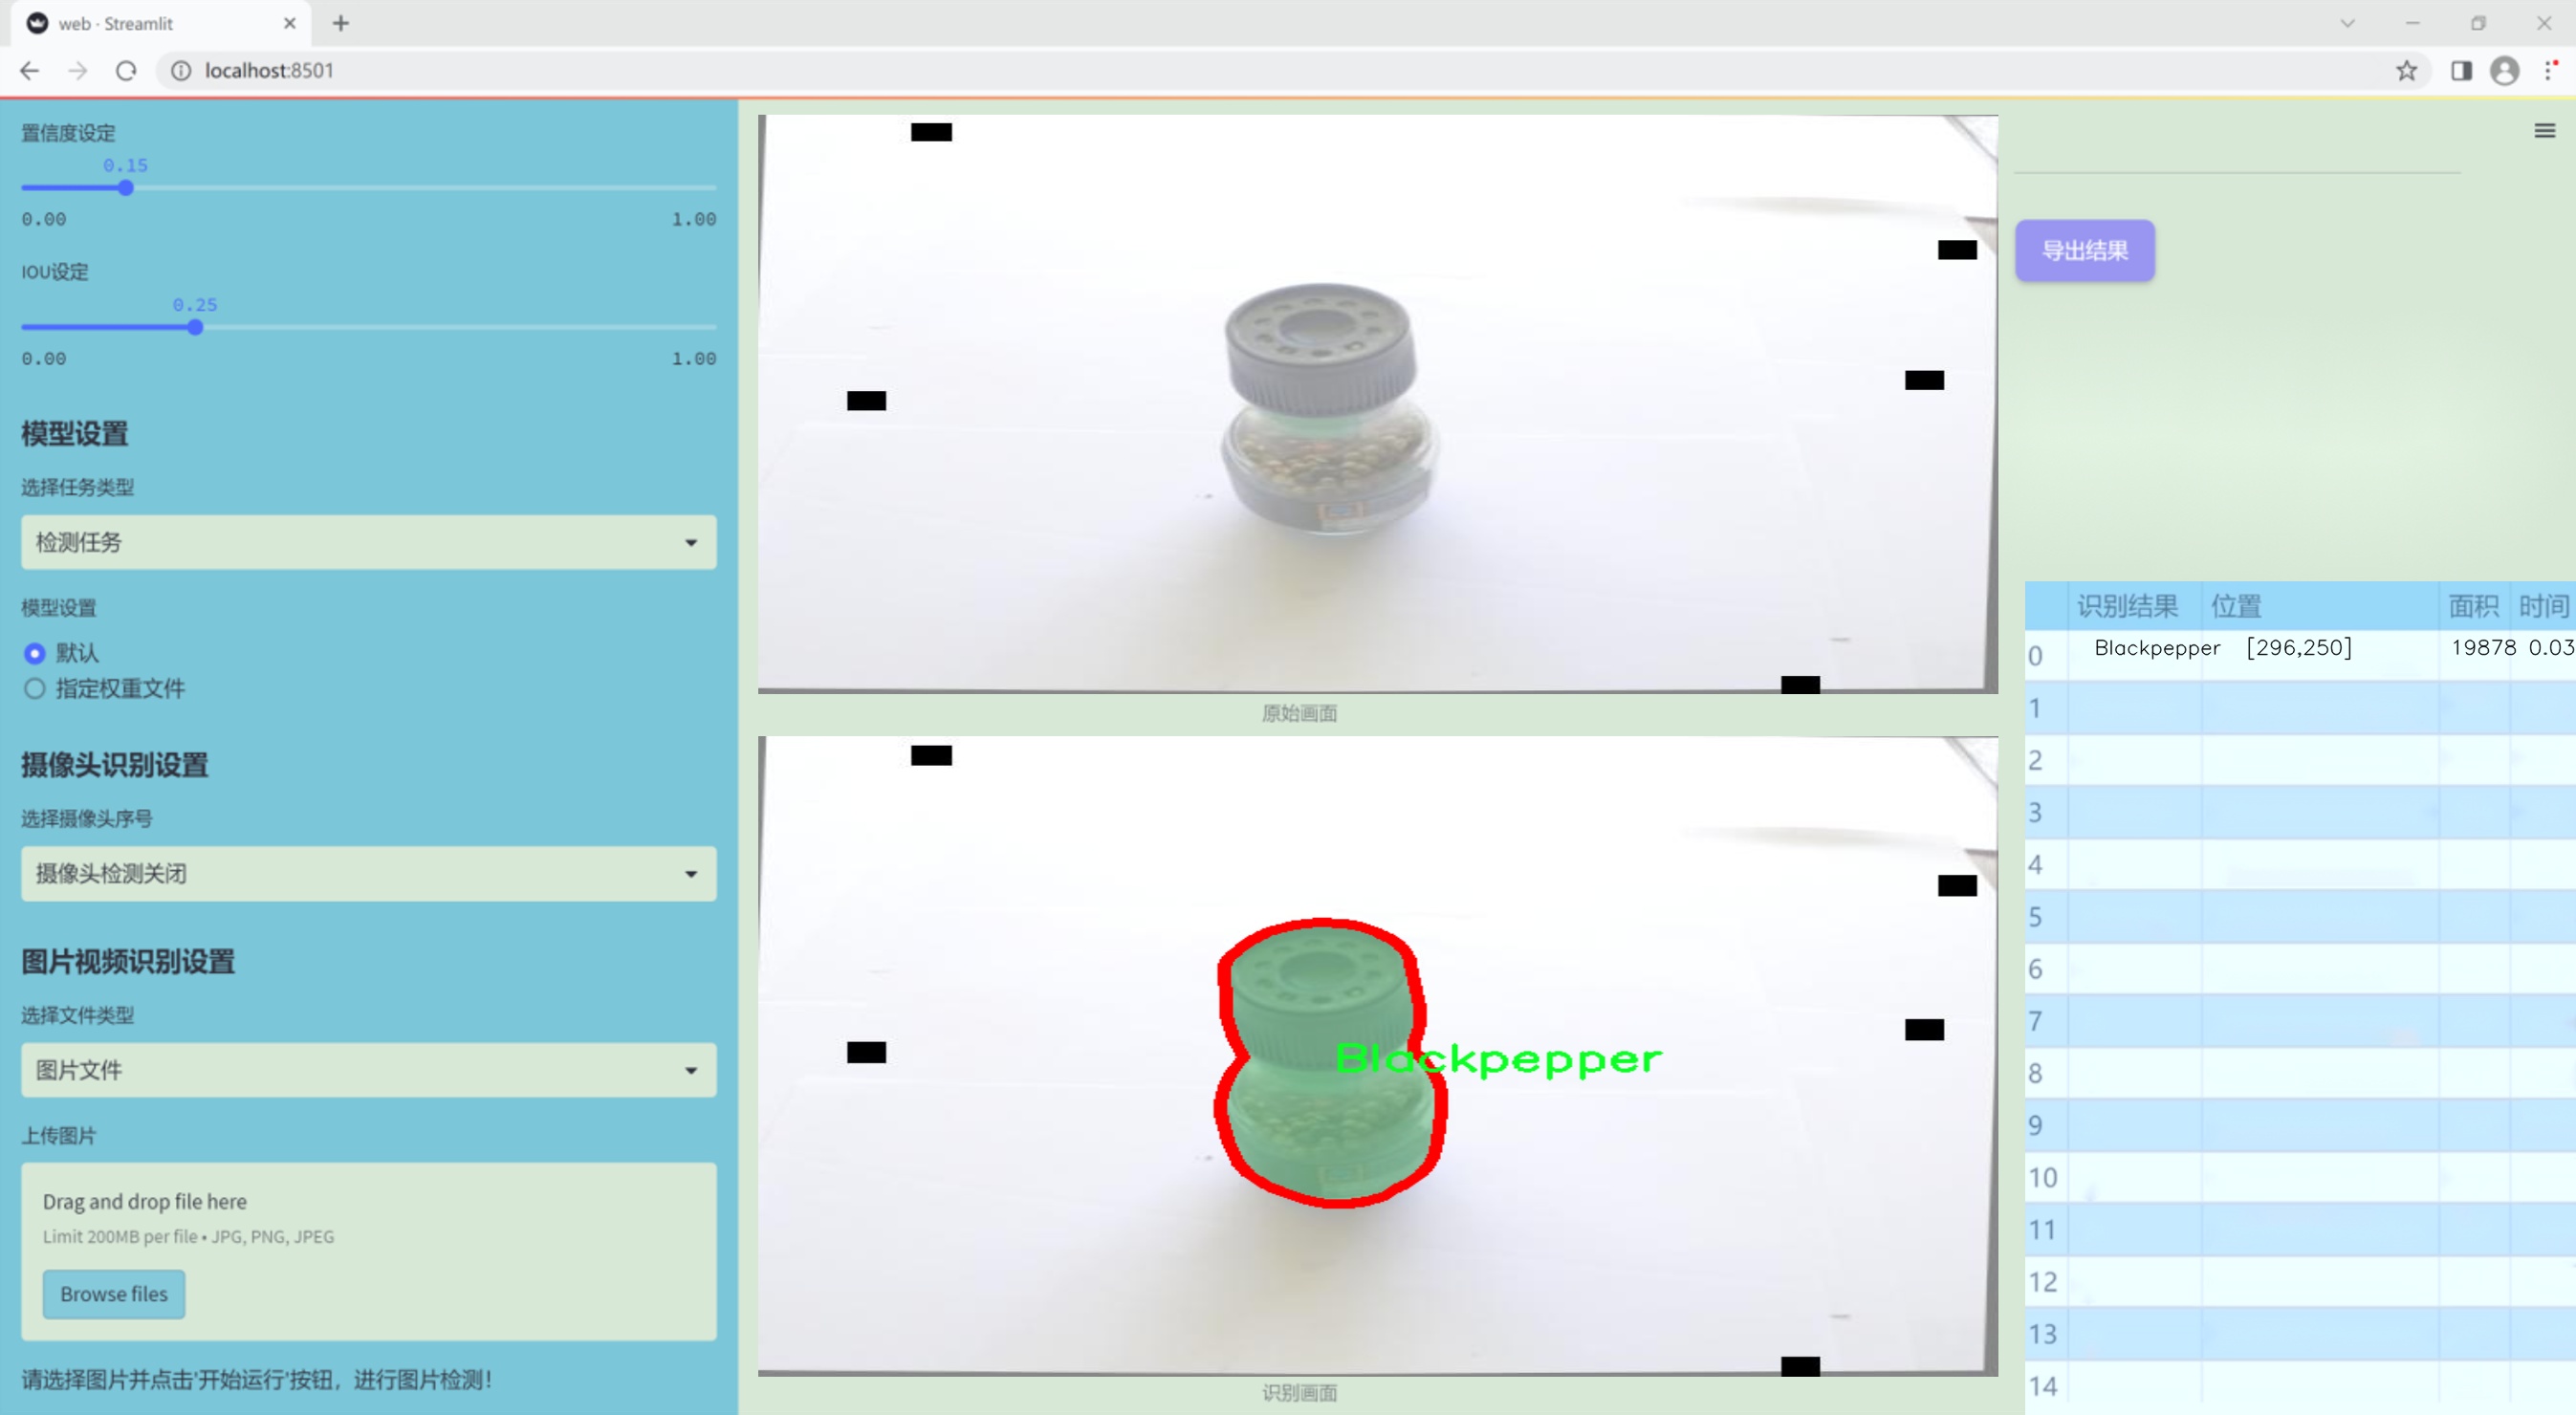 web · Streamlit
localhost:8501
置信度设定
0.15
0.00 1.00
IOU设定
0.25
0.00 1.00
模型设置
选择任务类型
检测任务
模型设置
默认
指定权重文件
摄像头识别设置
选择摄像头序号
摄像头检测关闭
图片视频识别设置
选择文件类型
图片文件
上传图片
Drag and drop file here
Limit 200MB per file • JPG, PNG, JPEG
Browse files
请选择图片并点击'开始运行'按钮，进行图片检测！
原始画面
Blackpepper
识别画面
导出结果
识别结果 位置 面积 时间
0 Blackpepper [296,250] 19878 0.03
1
2
3
4
5
6
7
8
9
10
11
12
13
14